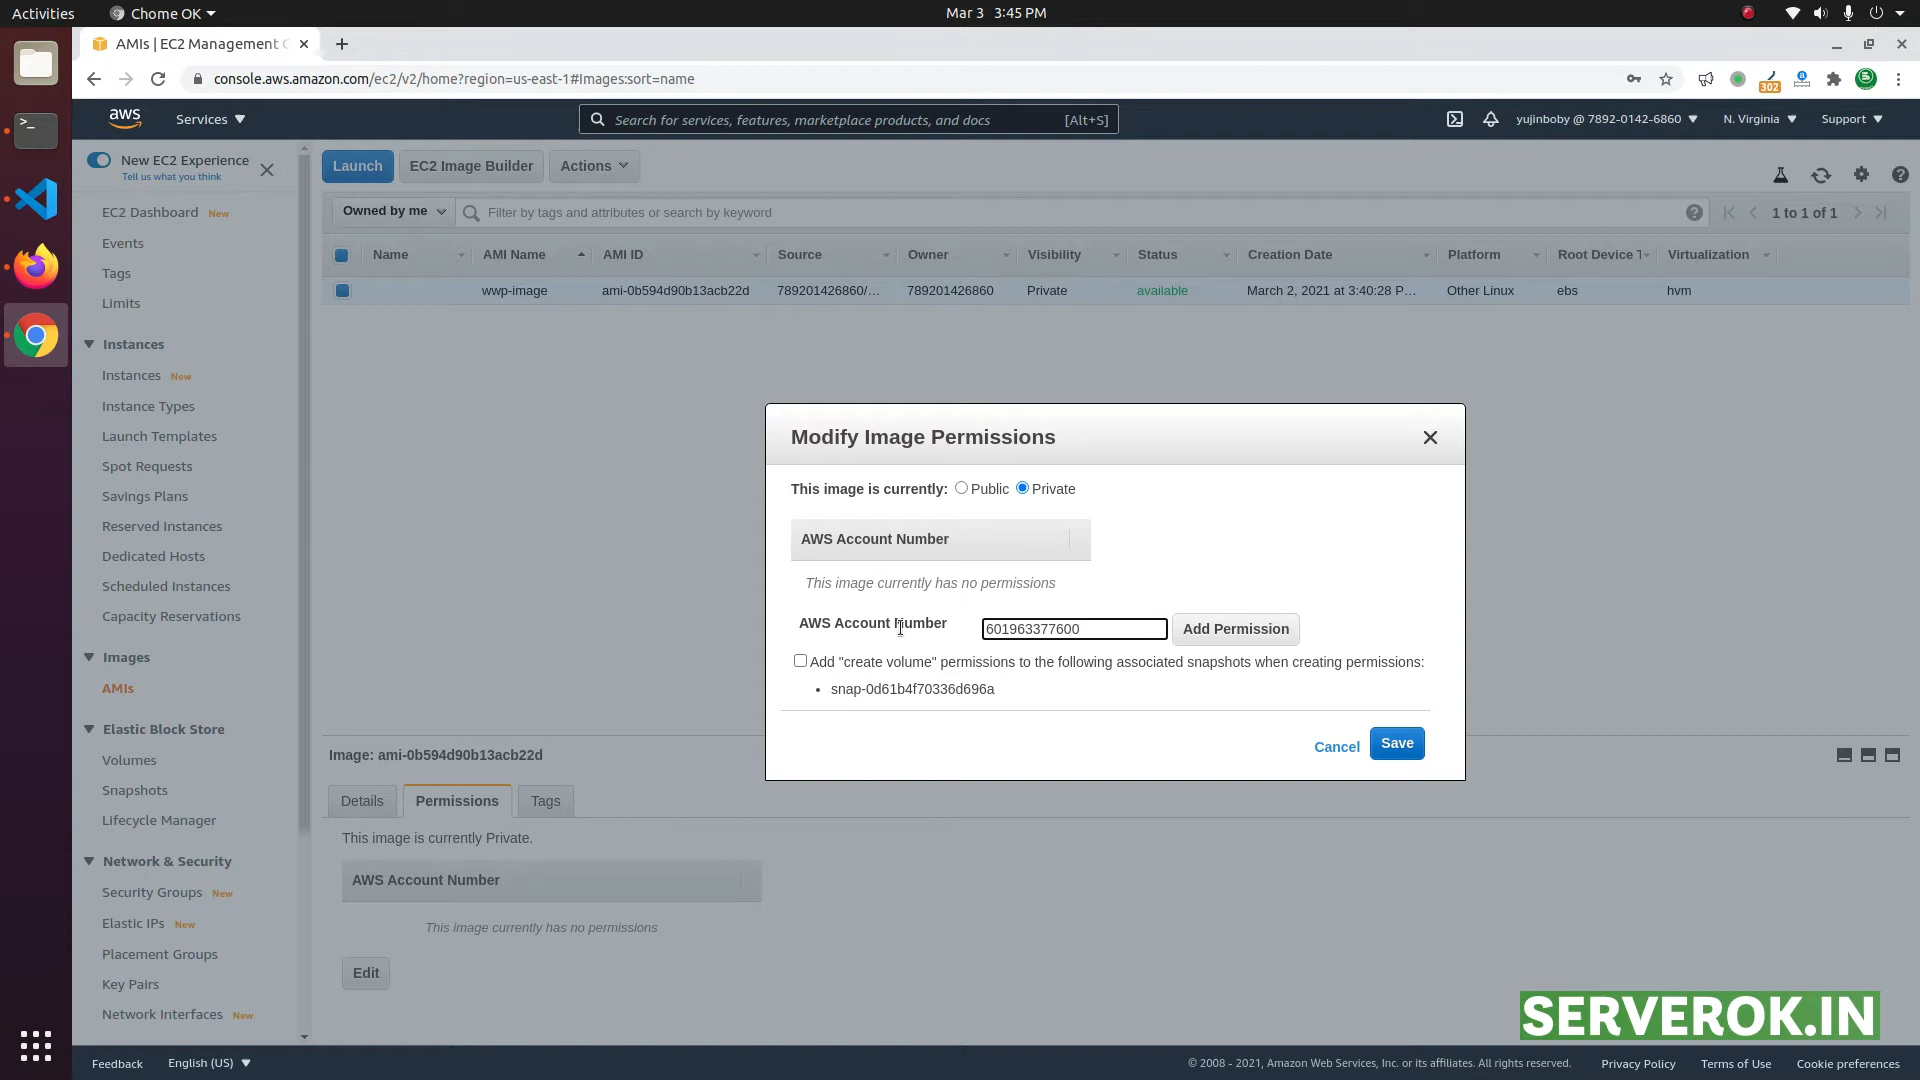 Activities
Chome OK
Mar 3 3:45 PM
AMIs | EC2 Management C
console.aws.amazon.com/ec2/v2/home?region=us-east-1#Images:sort=name
302
aws
Services
Search for services, features, marketplace products, and docs [Alt+S]
yujinboby @ 7892-0142-6860
N. Virginia
Support
New EC2 Experience
Tell us what you think
Launch
EC2 Image Builder
Actions
EC2 Dashboard New
Events
Tags
Limits
Instances
Instances New
Instance Types
Launch Templates
Spot Requests
Savings Plans
Reserved Instances
Dedicated Hosts
Scheduled Instances
Capacity Reservations
Images
AMIs
Elastic Block Store
Volumes
Snapshots
Lifecycle Manager
Network & Security
Security Groups New
Elastic IPs New
Placement Groups
Key Pairs
Network Interfaces New
Owned by me
Filter by tags and attributes or search by keyword
1 to 1 of 1
Name AMI Name AMI ID Source Owner Visibility Status Creation Date Platform Root Device T Virtualization
wwp-image ami-0b594d90b13acb22d 789201426860/... 789201426860 Private available March 2, 2021 at 3:40:28 P... Other Linux ebs hvm
Modify Image Permissions
This image is currently: Public Private
AWS Account Number
This image currently has no permissions
AWS Account Number 601963377600 Add Permission
Add "create volume" permissions to the following associated snapshots when creating permissions:
• snap-0d61b4f70336d696a
Cancel Save
Image: ami-0b594d90b13acb22d
Details Permissions Tags
This image is currently Private.
AWS Account Number
This image currently has no permissions
Edit
SERVEROK.IN
Feedback English (US)
© 2008 - 2021, Amazon Web Services, Inc. or its affiliates. All rights reserved. Privacy Policy Terms of Use Cookie preferences